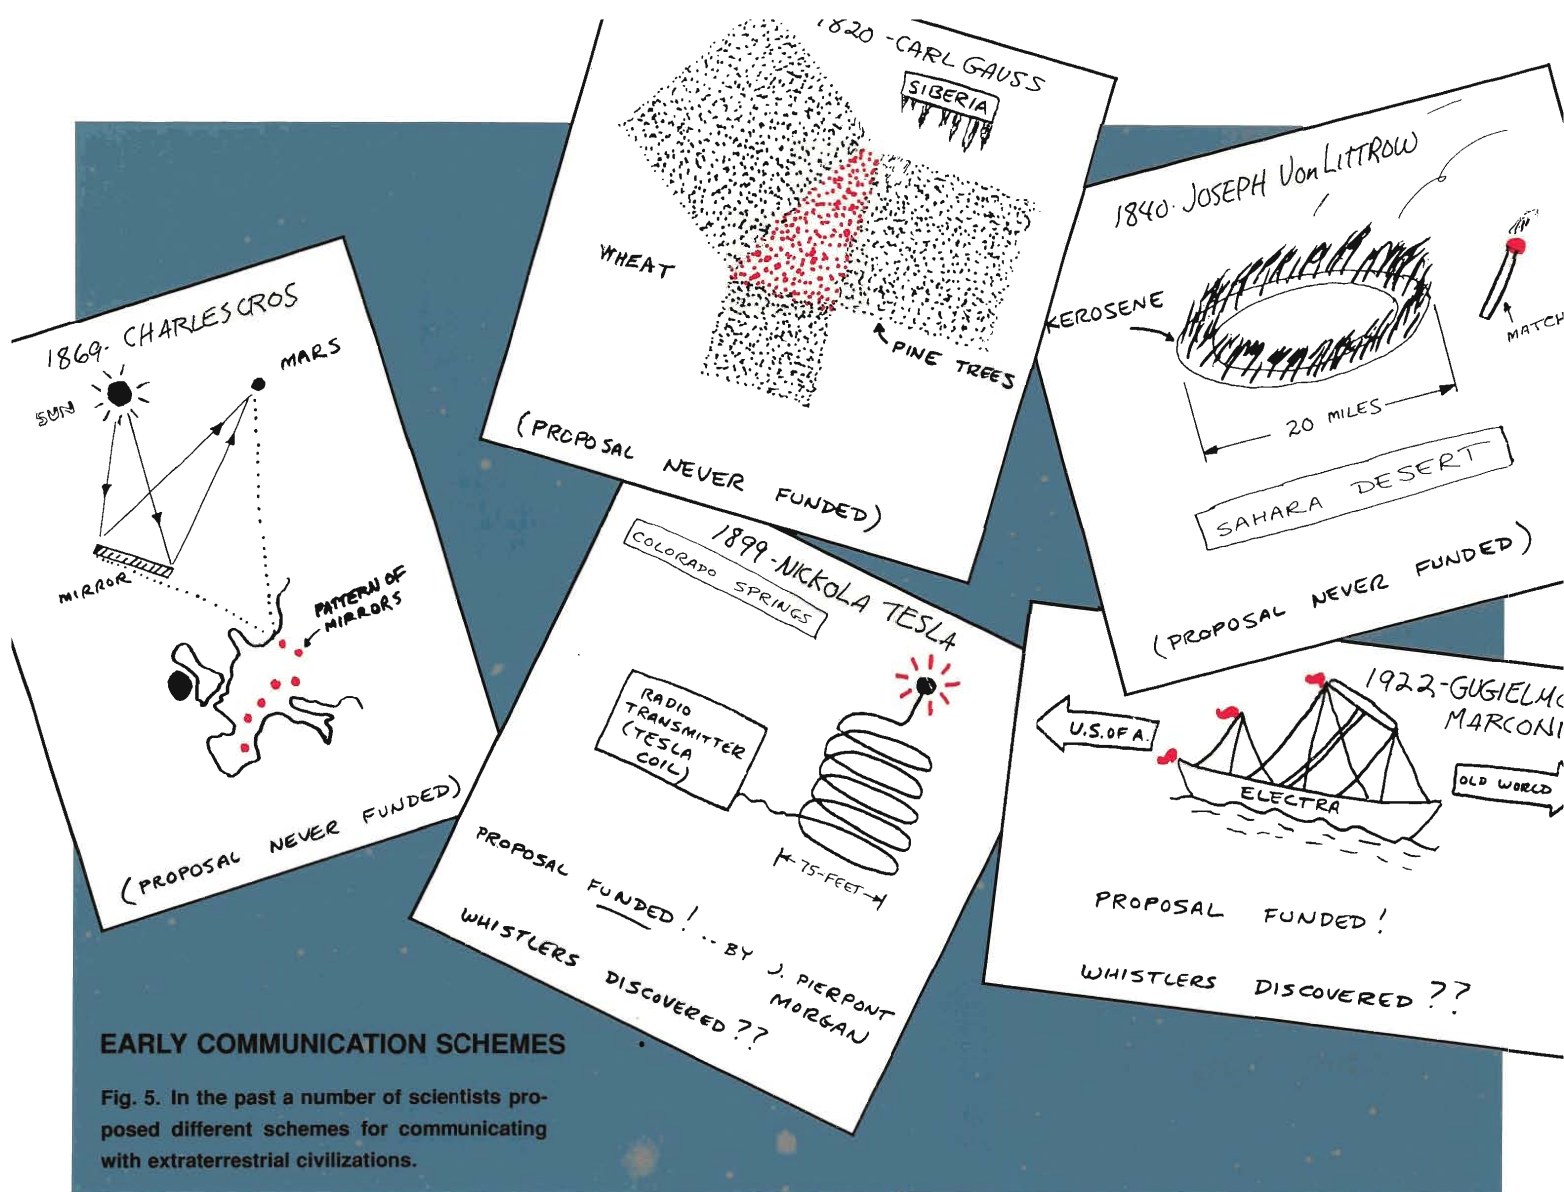 1820 - CARL GAUSS
SIBERIA
WHEAT
PINE TREES
(PROPOSAL NEVER FUNDED)
1840 - JOSEPH Von LITTROW
KEROSENE
MATCH
20 MILES
SAHARA DESERT
(PROPOSAL NEVER FUNDED)
1869 - CHARLES CROS
SUN
MARS
MIRROR
PATTERN OF
MIRRORS
(PROPOSAL NEVER FUNDED)
1899 - NICKOLA TESLA
COLORADO SPRINGS
RADIO
TRANSMITTER
(TESLA
COIL)
75-FEET
PROPOSAL FUNDED! .. BY J. PIERPONT
MORGAN
WHISTLERS DISCOVERED??
1922 - GUGIELMO
MARCONI
U.S. OF A.
OLD WORLD
ELECTRA
PROPOSAL FUNDED!
WHISTLERS DISCOVERED??
EARLY COMMUNICATION SCHEMES
Fig. 5. In the past a number of scientists pro-
posed different schemes for communicating
with extraterrestrial civilizations.